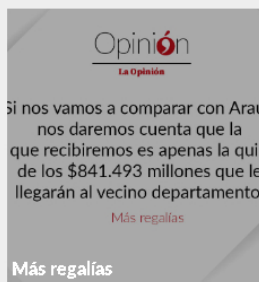 Opinión
La Opinión
Si nos vamos a comparar con Arau
nos daremos cuenta que la
que recibiremos es apenas la qui
de los $841.493 millones que le
llegarán al vecino departamento
Más regalías
Más regalías